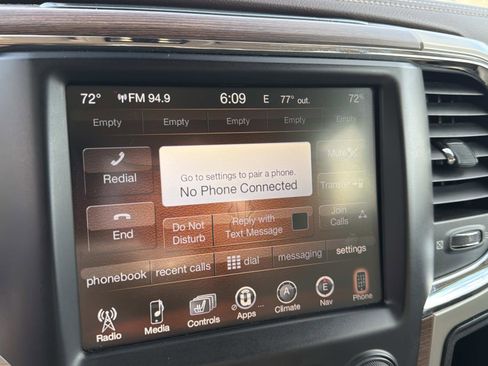 72° FM 94.9 6:09 E 77° out. 72°
Empty Empty Empty Empty Empty
Redial
Go to settings to pair a phone.
No Phone Connected
Mute
Transfer
End
Do Not
Disturb
Reply with
Text Message
Join
Calls
phonebook recent calls dial messaging settings
Radio Media Controls Apps Climate Nav Phone
A
E